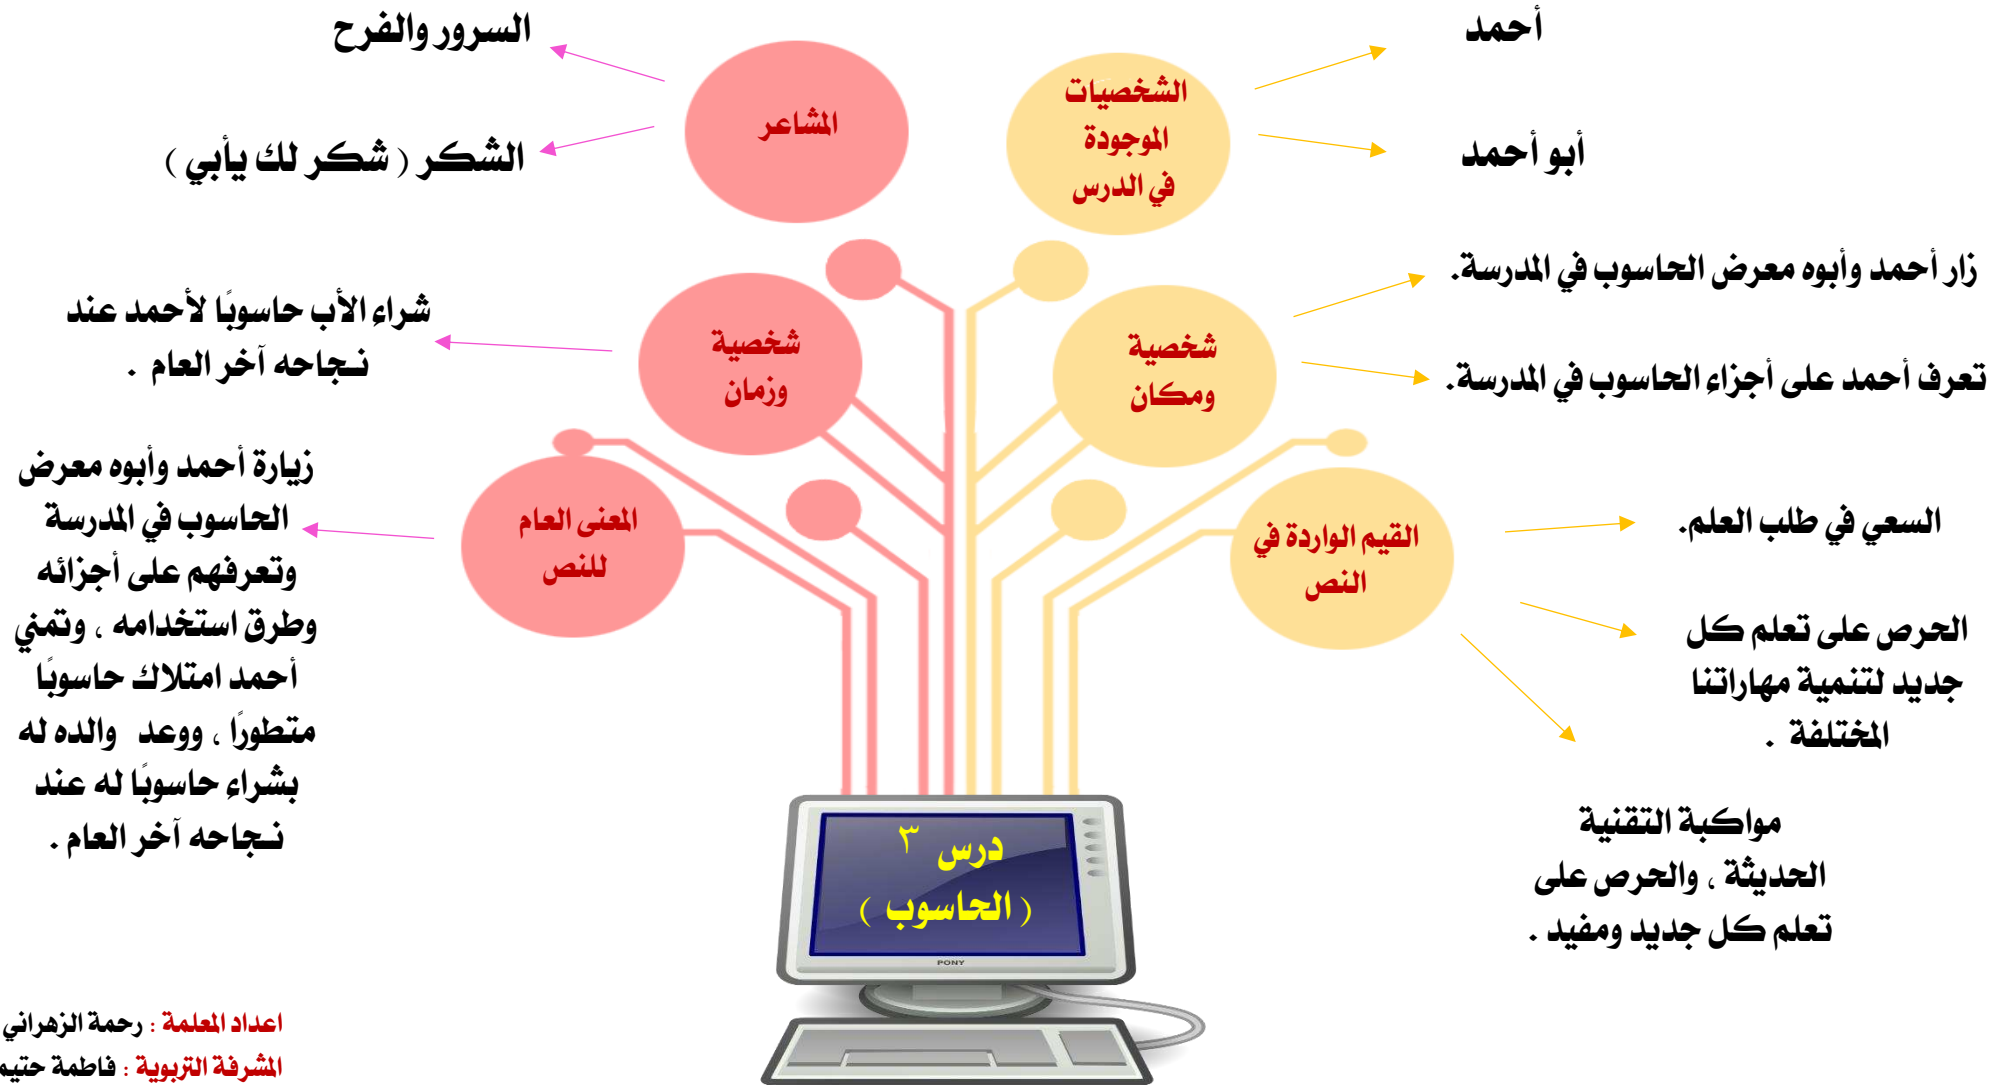 أحمد
أبو أحمد
الشخصيات
الموجودة
في الدرس
السرور والفرح
الشكر ( شكر لك يأبي )
المشاعر
زار أحمد وأبوه معرض الحاسوب في المدرسة.
تعرف أحمد على أجزاء الحاسوب في المدرسة.
شخصية
ومكان
شخصية
وزمان
شراء الأب حاسوبًا لأحمد عند
نـجاحه آخر العام .
القيم الواردة في
النص
السعي في طلب العلم.
الحرص على تعلم كل
جديد لتنمية مهاراتنا
المختلفة .
مواكبة التقنية
الحديثة ، والحرص على
تعلم كل جديد ومفيد .
المعنى العام
للنص
زيارة أحمد وأبوه معرض
الحاسوب في المدرسة
وتعرفهم على أجزائه
وطرق استخدامه ، وتمني
أحمد امتلاك حاسوبًا
متطورًا ، ووعد والده له
بشراء حاسوبًا له عند
نـجاحه آخر العام .
درس ٣
( الحاسوب )
PONY
اعداد المعلمة : رحمة الزهراني
المشرفة التربوية : فاطمة